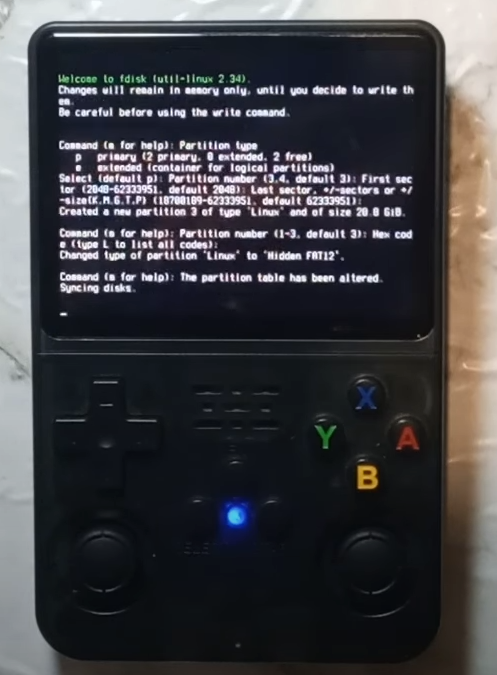 Welcome to fdisk (util-linux 2.34).
Changes will remain in memory only, until you decide to write th
em.
Be careful before using the write command.
Command (m for help): Partition type
p primary (2 primary, 0 extended, 2 free)
e extended (container for logical partitions)
Select (default p): Partition number (3,4, default 3): First sec
tor (2048-62333951, default 2048): Last sector, +/-sectors or +/
-size{K,M,G,T,P} (18708189-62333951, default 62333951):
Created a new partition 3 of type 'Linux' and of size 20.8 GiB.
Command (m for help): Partition number (1-3, default 3): Hex cod
e (type L to list all codes):
Changed type of partition 'Linux' to 'Hidden FAT12'.
Command (m for help): The partition table has been altered.
Syncing disks.
X
Y
A
B